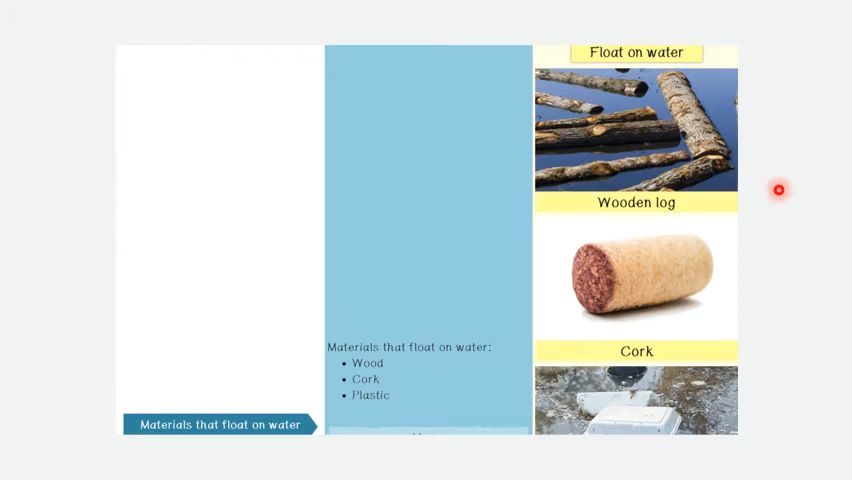 Float on water
Wooden log
Cork
Materials that float on water:
• Wood
• Cork
• Plastic
Materials that float on water